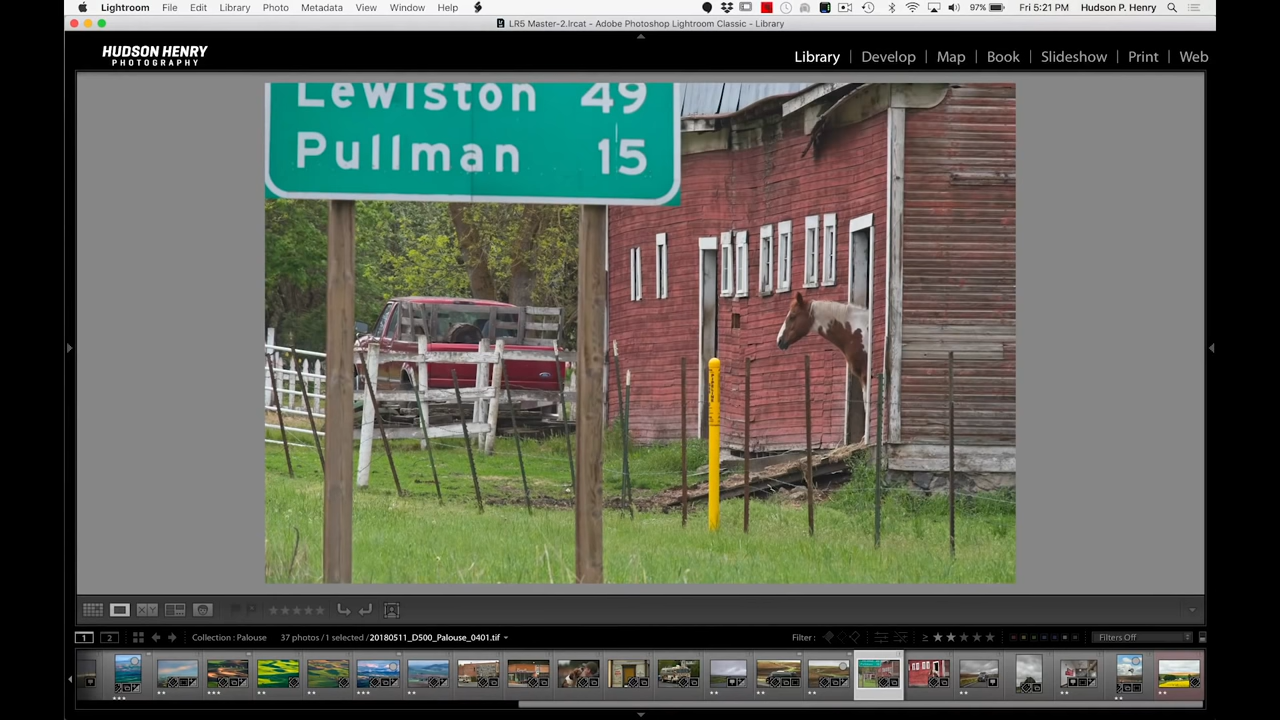 Lightroom File Edit Library Photo Metadata View Window Help 97% Fri 5:21 PM Hudson P. Henry
LR5 Master-2.lrcat - Adobe Photoshop Lightroom Classic - Library
HUDSON HENRY
PHOTOGRAPHY
Library | Develop | Map | Book | Slideshow | Print | Web
Lewiston 49
Pullman 15
1 2 Collection : Palouse 37 photos / 1 selected / 20180511_D500_Palouse_0401.tif Filter : Filters Off